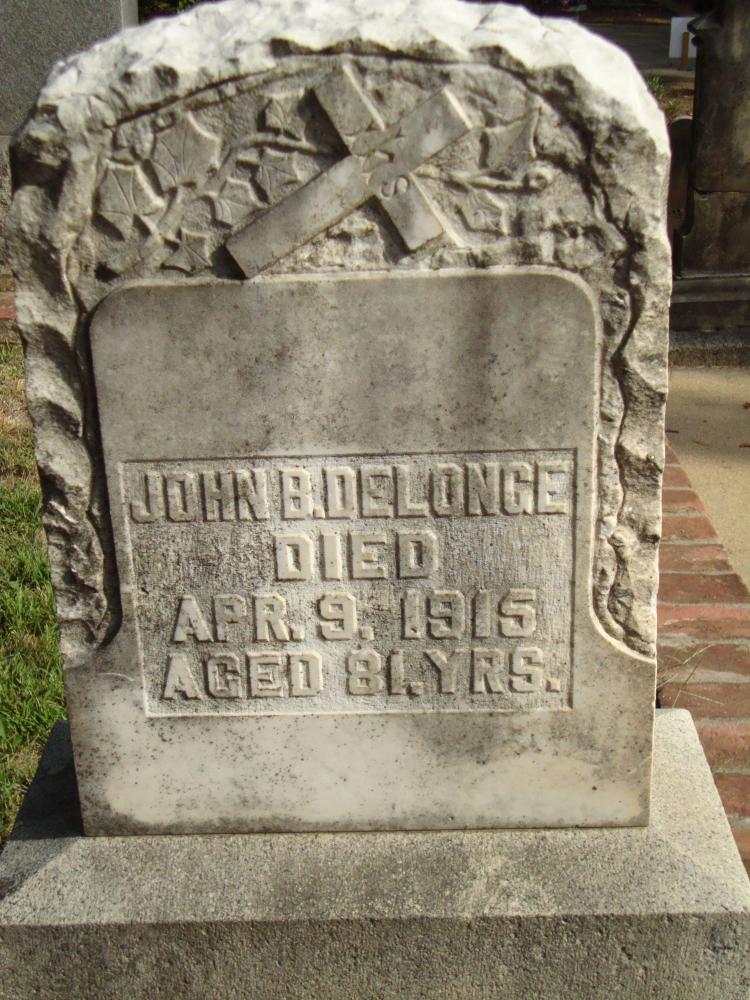 JOHN B. DELONGE
DIED
APR. 9. 1915
AGED 81. YRS.